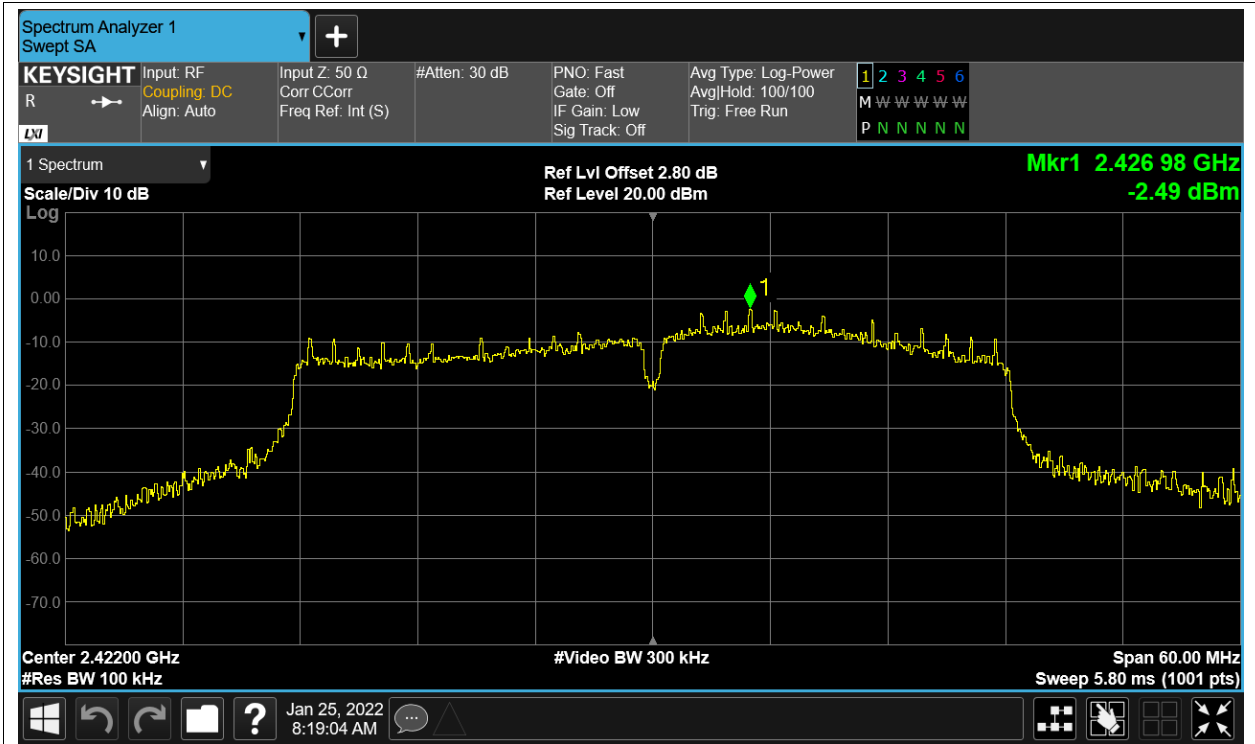 Spectrum Analyzer 1
Swept SA
KEYSIGHT
R
LXI
Input: RF
Coupling: DC
Align: Auto
Input Z: 50 Ω
Corr CCorr
Freq Ref: Int (S)
#Atten: 30 dB
PNO: Fast
Gate: Off
IF Gain: Low
Sig Track: Off
Avg Type: Log-Power
Avg|Hold: 100/100
Trig: Free Run
1 2 3 4 5 6
M W W W W W
P N N N N N
1 Spectrum
Scale/Div 10 dB
Ref Lvl Offset 2.80 dB
Ref Level 20.00 dBm
Mkr1 2.426 98 GHz
-2.49 dBm
Log
10.0
0.00
-10.0
-20.0
-30.0
-40.0
-50.0
-60.0
-70.0
1
Center 2.42200 GHz
#Res BW 100 kHz
#Video BW 300 kHz
Span 60.00 MHz
Sweep 5.80 ms (1001 pts)
?
Jan 25, 2022
8:19:04 AM